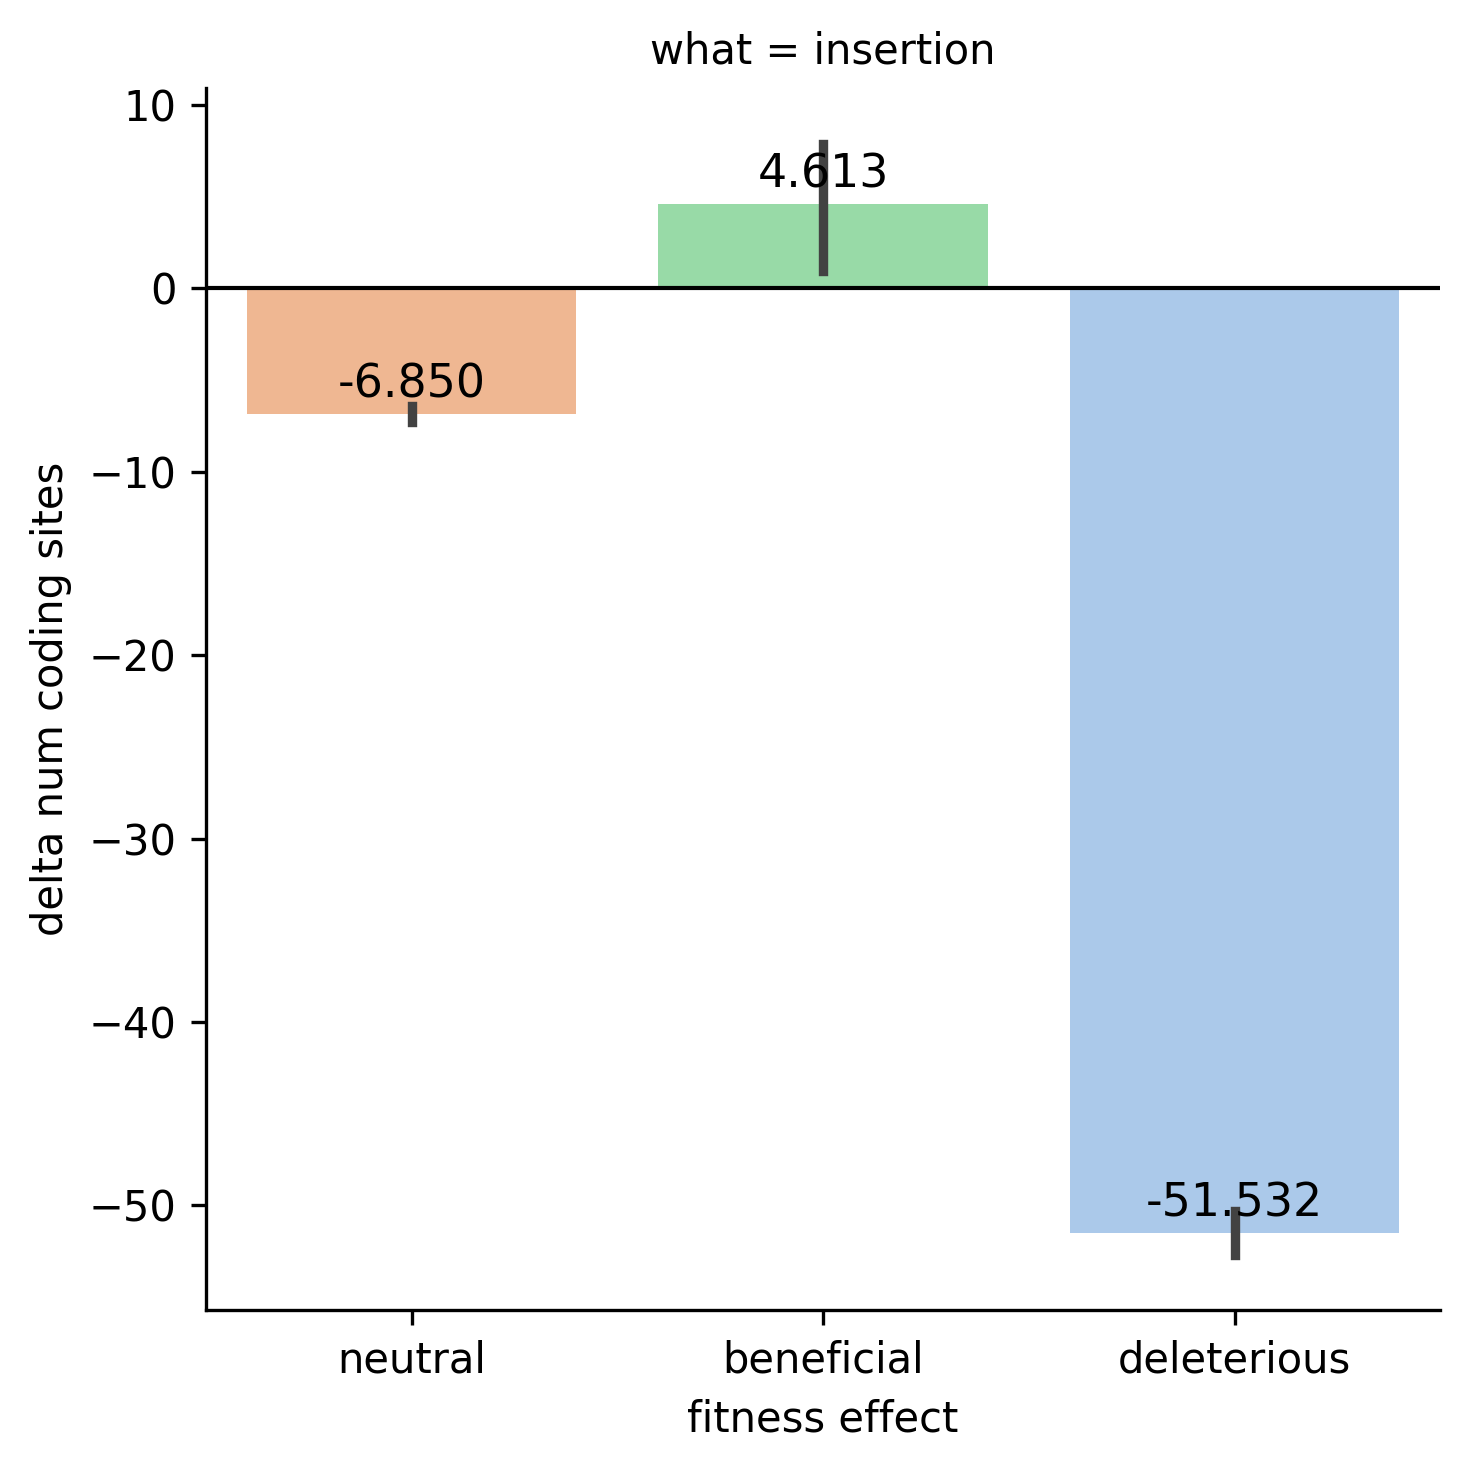 what = insertion
10
0
−10
−20
−30
−40
−50
delta num coding sites
-6.850
4.613
-51.532
neutral
beneficial
deleterious
fitness effect